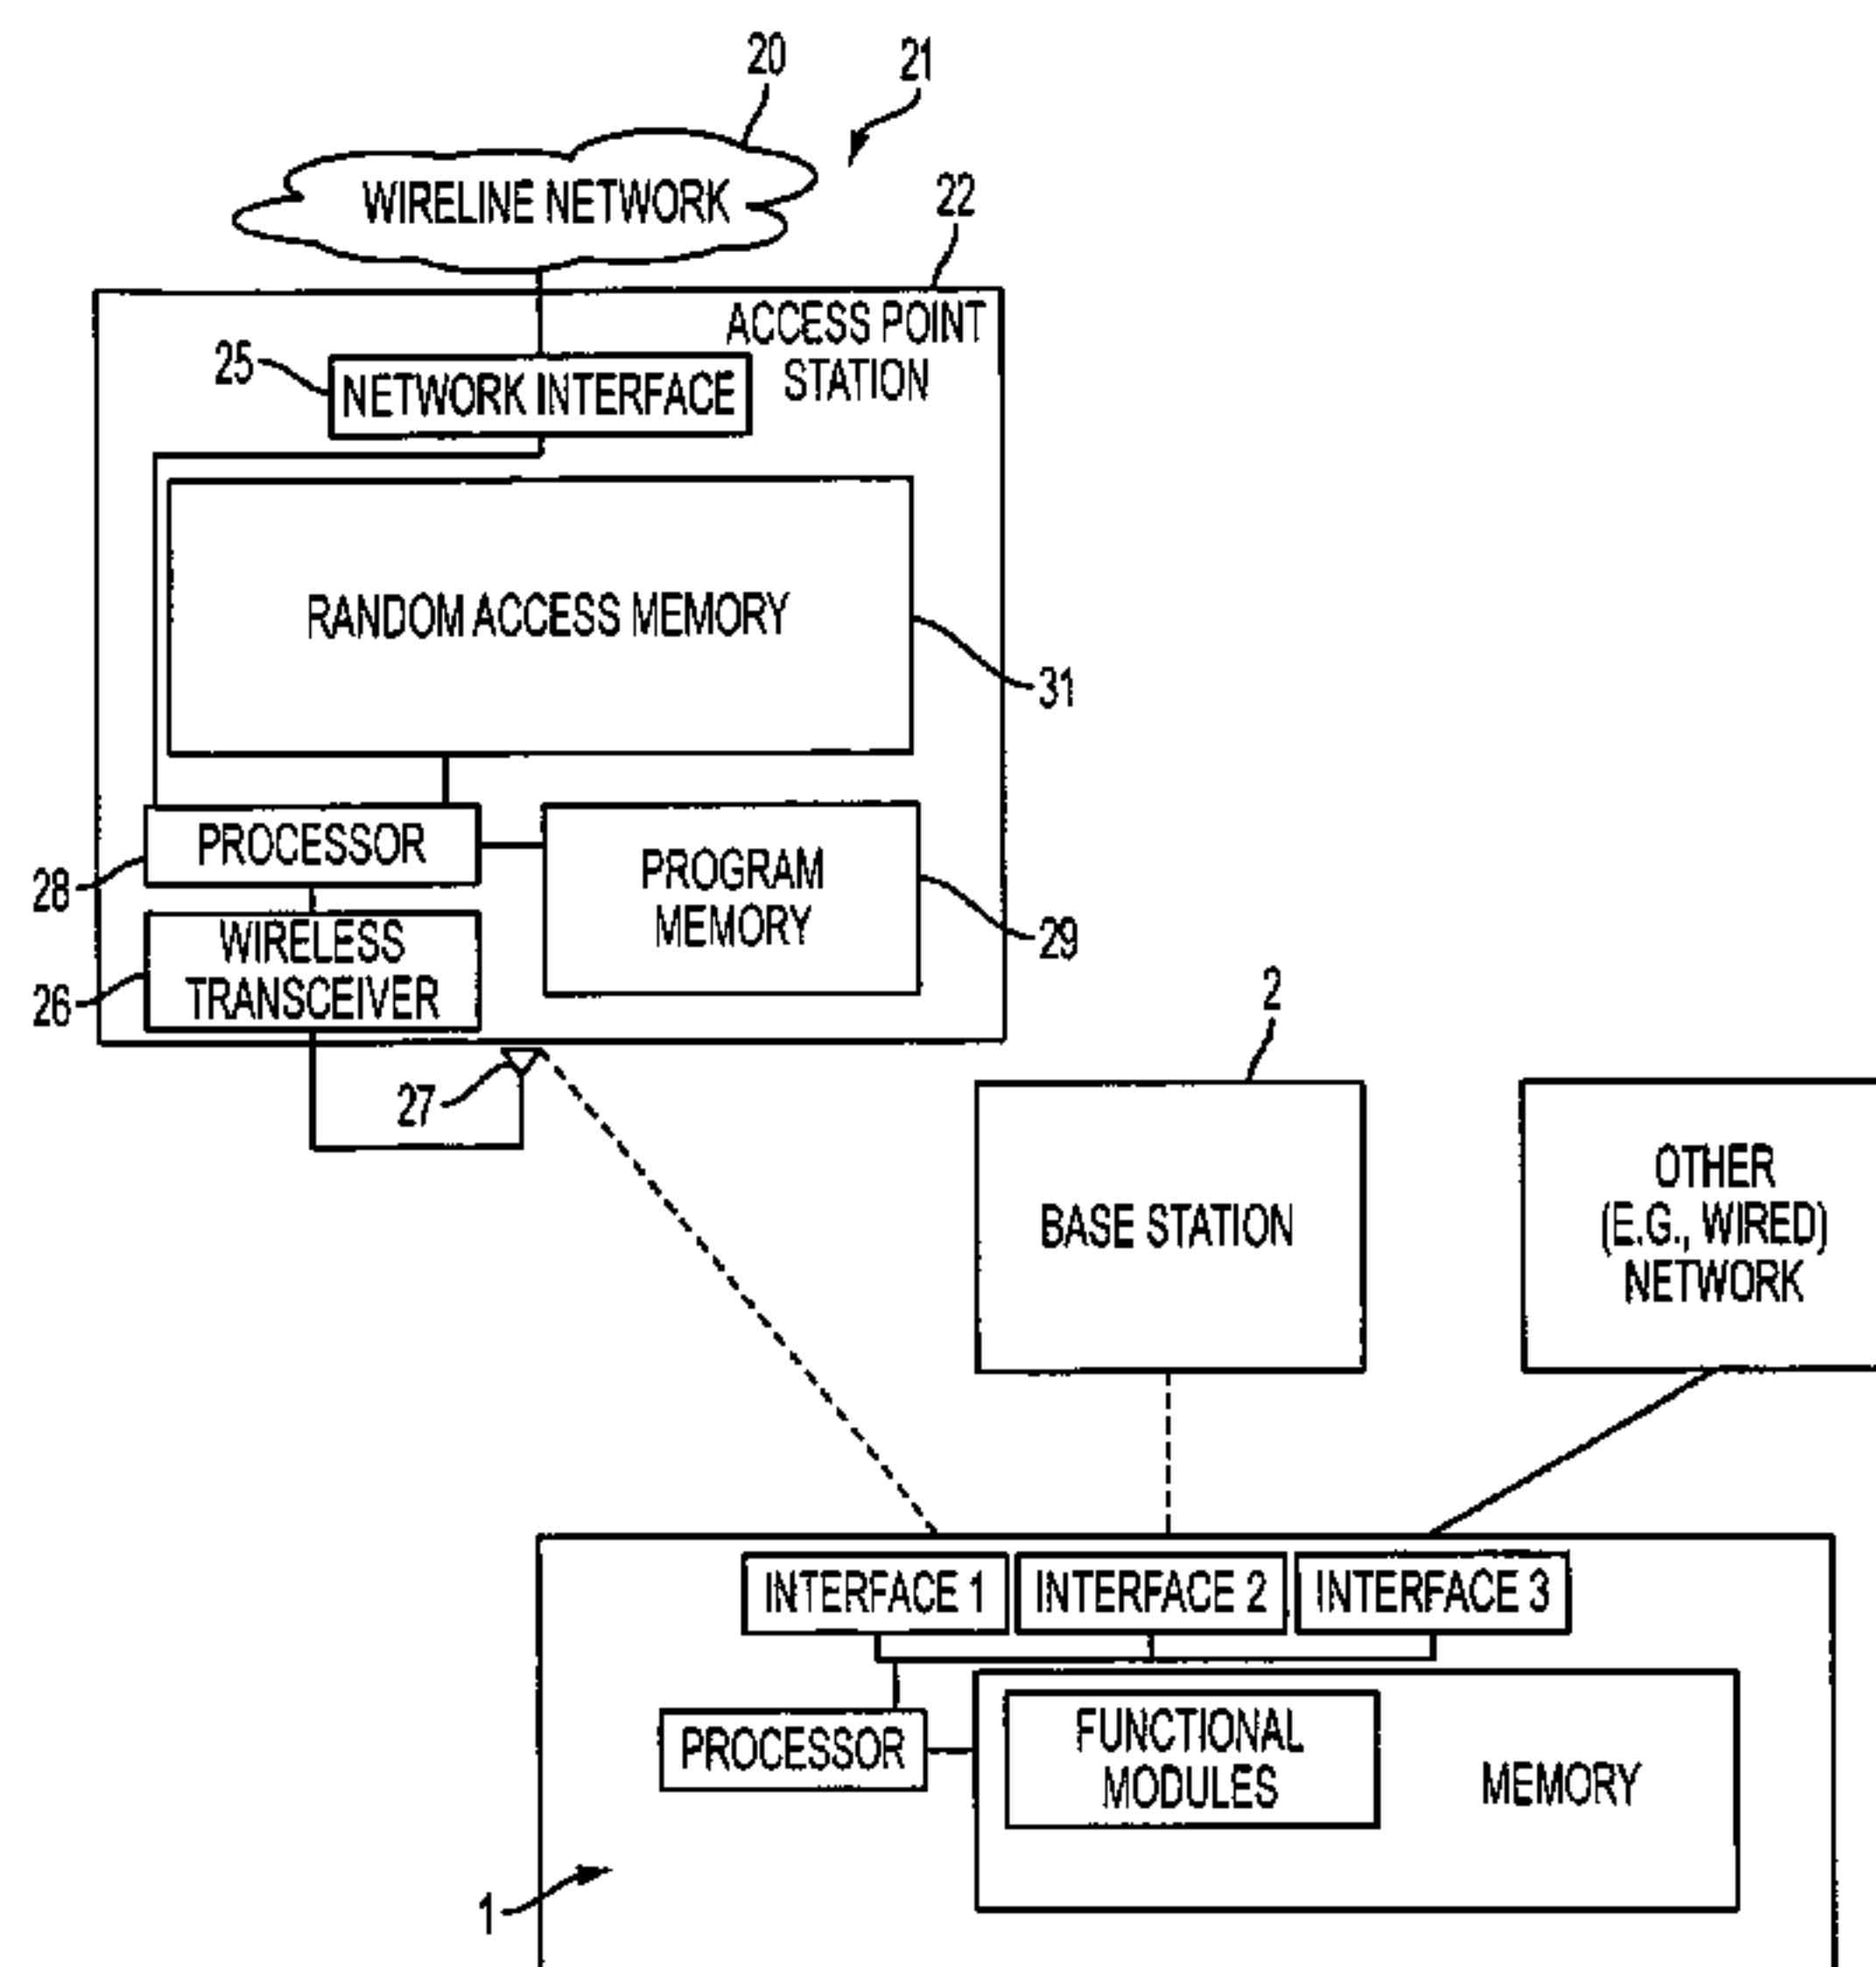 20
21
WIRELINE NETWORK
22
ACCESS POINT
STATION
25
NETWORK INTERFACE
RANDOM ACCESS MEMORY
31
PROCESSOR
28
PROGRAM
MEMORY
29
WIRELESS
TRANSCEIVER
26
27
2
BASE STATION
OTHER
(E.G., WIRED)
NETWORK
INTERFACE 1
INTERFACE 2
INTERFACE 3
PROCESSOR
FUNCTIONAL
MODULES
MEMORY
1